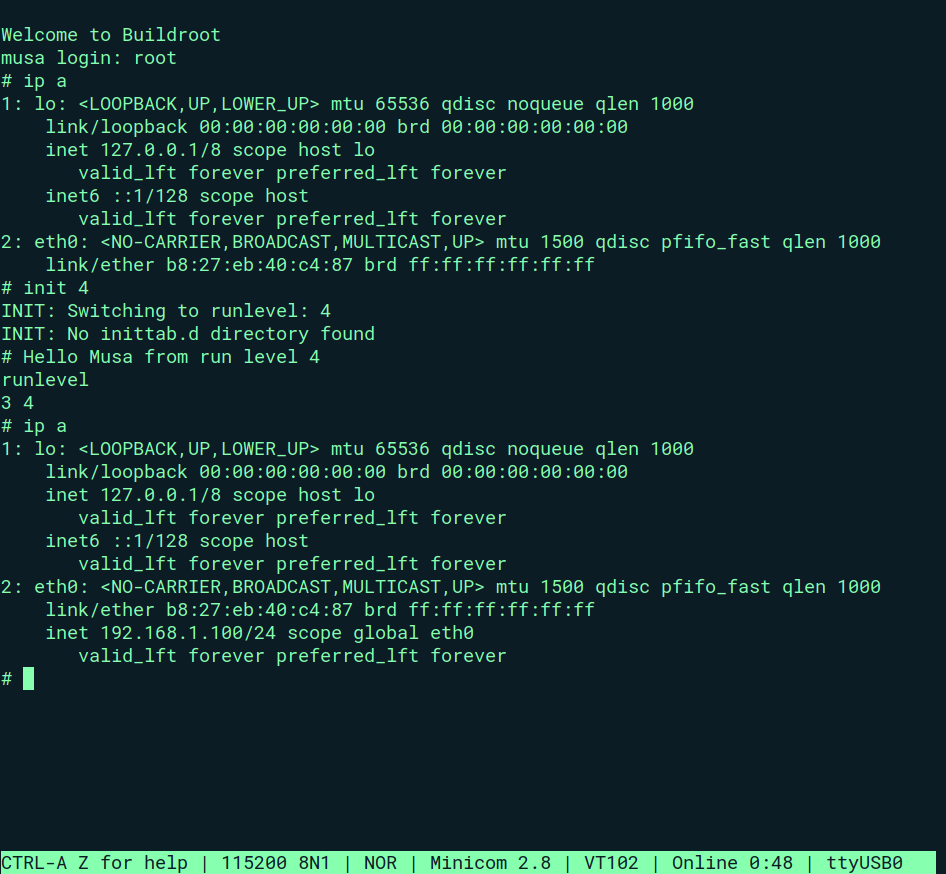 Welcome to Buildroot
musa login: root
# ip a
1: lo: <LOOPBACK,UP,LOWER_UP> mtu 65536 qdisc noqueue qlen 1000
    link/loopback 00:00:00:00:00:00 brd 00:00:00:00:00:00
    inet 127.0.0.1/8 scope host lo
       valid_lft forever preferred_lft forever
    inet6 ::1/128 scope host
       valid_lft forever preferred_lft forever
2: eth0: <NO-CARRIER,BROADCAST,MULTICAST,UP> mtu 1500 qdisc pfifo_fast qlen 1000
    link/ether b8:27:eb:40:c4:87 brd ff:ff:ff:ff:ff:ff
# init 4
INIT: Switching to runlevel: 4
INIT: No inittab.d directory found
# Hello Musa from run level 4
runlevel
3 4
# ip a
1: lo: <LOOPBACK,UP,LOWER_UP> mtu 65536 qdisc noqueue qlen 1000
    link/loopback 00:00:00:00:00:00 brd 00:00:00:00:00:00
    inet 127.0.0.1/8 scope host lo
       valid_lft forever preferred_lft forever
    inet6 ::1/128 scope host
       valid_lft forever preferred_lft forever
2: eth0: <NO-CARRIER,BROADCAST,MULTICAST,UP> mtu 1500 qdisc pfifo_fast qlen 1000
    link/ether b8:27:eb:40:c4:87 brd ff:ff:ff:ff:ff:ff
    inet 192.168.1.100/24 scope global eth0
       valid_lft forever preferred_lft forever
#
CTRL-A Z for help | 115200 8N1 | NOR | Minicom 2.8 | VT102 | Online 0:48 | ttyUSB0